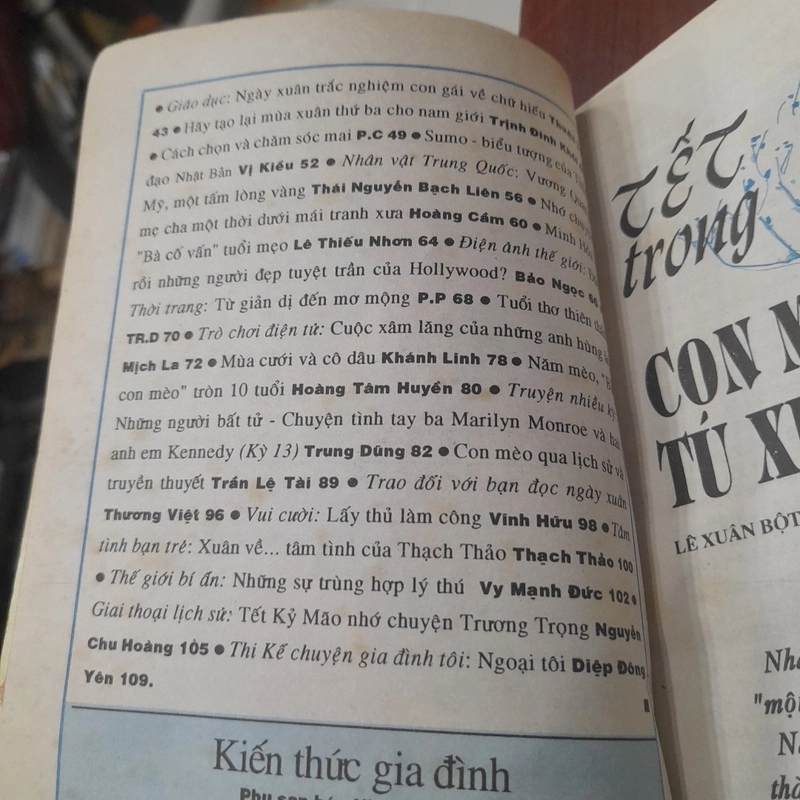 • Giáo dục: Ngày xuân trắc nghiệm con gái về chữ hiếu
43 • Hãy tạo lại mùa xuân thứ ba cho nam giới Trịnh Đình
• Cách chọn và chăm sóc mai P.C 49 • Sumo - biểu tượng của
đạo Nhật Bản Vị Kiếu 52 • Nhân vật Trung Quốc: Vương
Mỹ, một tấm lòng vàng Thái Nguyễn Bạch Liên 56 • Nhớ
mẹ cha một thời dưới mái tranh xưa Hoàng Cầm 60 • Minh
"Bà cố vấn" tuổi mẹo Lê Thiếu Nhơn 64 • Điện ảnh thế giới:
rồi những người đẹp tuyệt trần của Hollywood? Bảo Ngọc
Thời trang: Từ giản dị đến mơ mộng P.P 68 • Tuổi thơ thiên
TR.D 70 • Trò chơi điện tử: Cuộc xâm lăng của những anh hùng
Mịch La 72 • Mùa cưới và cô dâu Khánh Linh 78 • Năm mèo,
con mèo" tròn 10 tuổi Hoàng Tâm Huyền 80 • Truyện nhiều kỳ
Những người bất tử - Chuyện tình tay ba Marilyn Monroe và hai
anh em Kennedy (Kỳ 13) Trung Dũng 82 • Con mèo qua lịch sử và
truyền thuyết Trần Lệ Tài 89 • Trao đổi với bạn đọc ngày xuân
Thương Việt 96 • Vui cười: Lấy thủ làm công Vĩnh Hữu 98 • Tâm
tình bạn trẻ: Xuân về... tâm tình của Thạch Thảo Thạch Thảo 100
• Thế giới bí ẩn: Những sự trùng hợp lý thú Vy Mạnh Đức 102 •
Giai thoại lịch sử: Tết Kỷ Mão nhớ chuyện Trương Trọng Nguyễn
Chu Hoàng 105 • Thi Kể chuyện gia đình tôi: Ngoại tôi Diệp Đông
Yên 109.
Kiến thức gia đình
TẾT
trong
CON
TÚ
LÊ XUÂN BỘT
"một